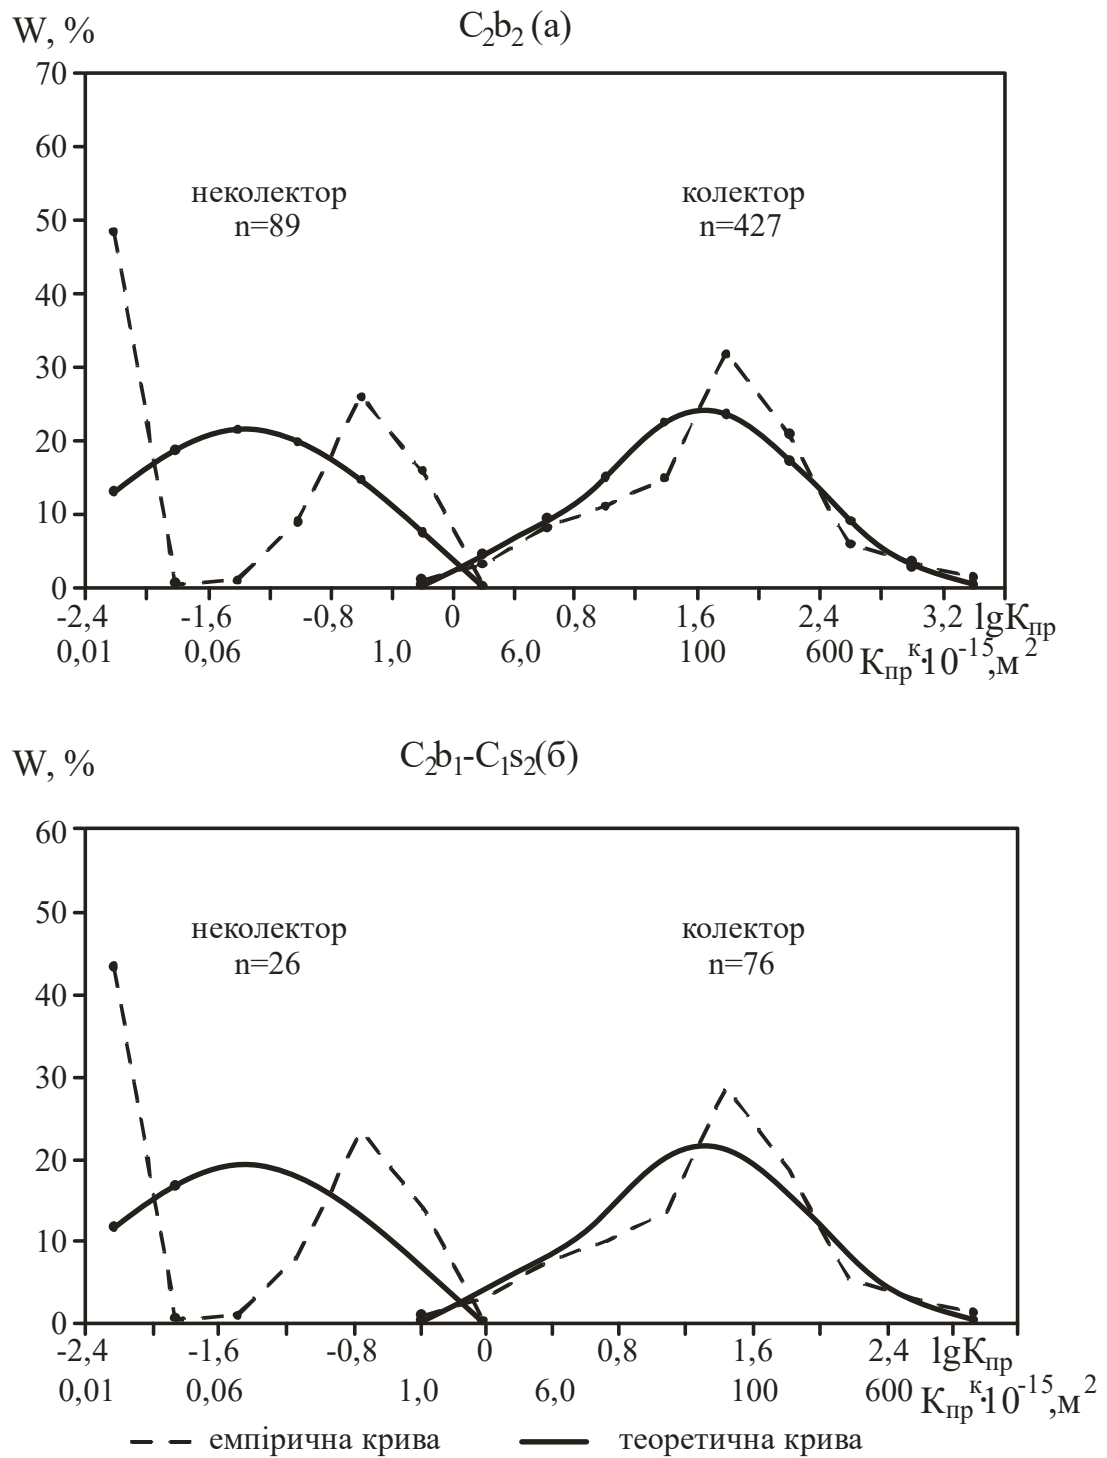 C₂b₂ (а)
W, %
70
60
неколектор колектор
n=89 n=427
50
40
30
20
10
0
-2,4 -1,6 -0,8 0 0,8 1,6 2,4 3,2 lgKпр
0,01 0,06 1,0 6,0 100 600 Kпрᴷ·10⁻¹⁵,м²
C₂b₁-C₁s₂(б)
W, %
60
50
неколектор колектор
n=26 n=76
40
30
20
10
0
-2,4 -1,6 -0,8 0 0,8 1,6 2,4 lgKпр
0,01 0,06 1,0 6,0 100 600 Kпрᴷ·10⁻¹⁵,м²
емпірична крива теоретична крива